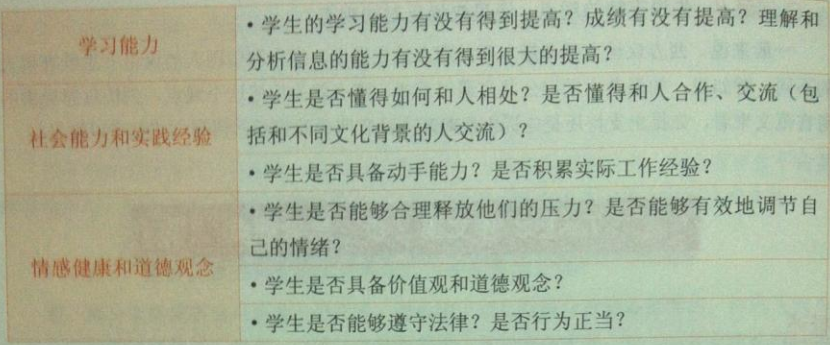 学习能力
・学生的学习能力有没有得到提高？成绩有没有提高？理解和
分析信息的能力有没有得到很大的提高？
社会能力和实践经验
・学生是否懂得如何和人相处？是否懂得和人合作、交流（包
括和不同文化背景的人交流）？
・学生是否具备动手能力？是否积累实际工作经验？
情感健康和道德观念
・学生是否能够合理释放他们的压力？是否能够有效地调节自
己的情绪？
・学生是否具备价值观和道德观念？
・学生是否能够遵守法律？是否行为正当？